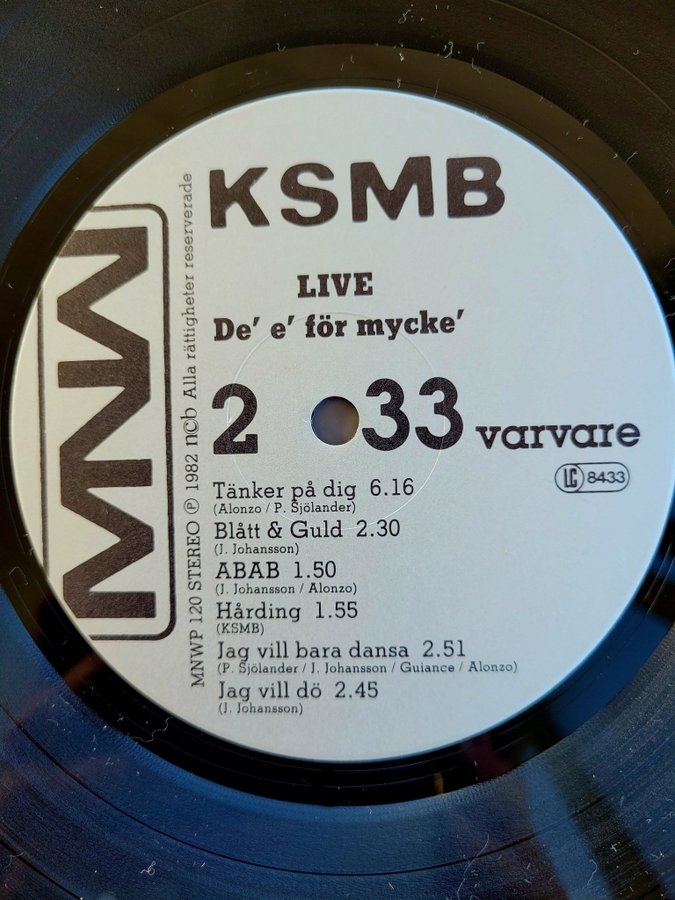 KSMB
LIVE
De' e' för mycke'
2 33 varvare
LC 8433
Tänker på dig 6.16
(Alonzo / P. Sjölander)
Blått & Guld 2.30
(J. Johansson)
ABAB 1.50
(J. Johansson / Alonzo)
Hårding 1.55
(KSMB)
Jag vill bara dansa 2.51
(P. Sjölander / J. Johansson / Guiance / Alonzo)
Jag vill dö 2.45
(J. Johansson)
MNW
MNWP 120 STEREO ℗ 1982 n©b Alla rättigheter reserverade